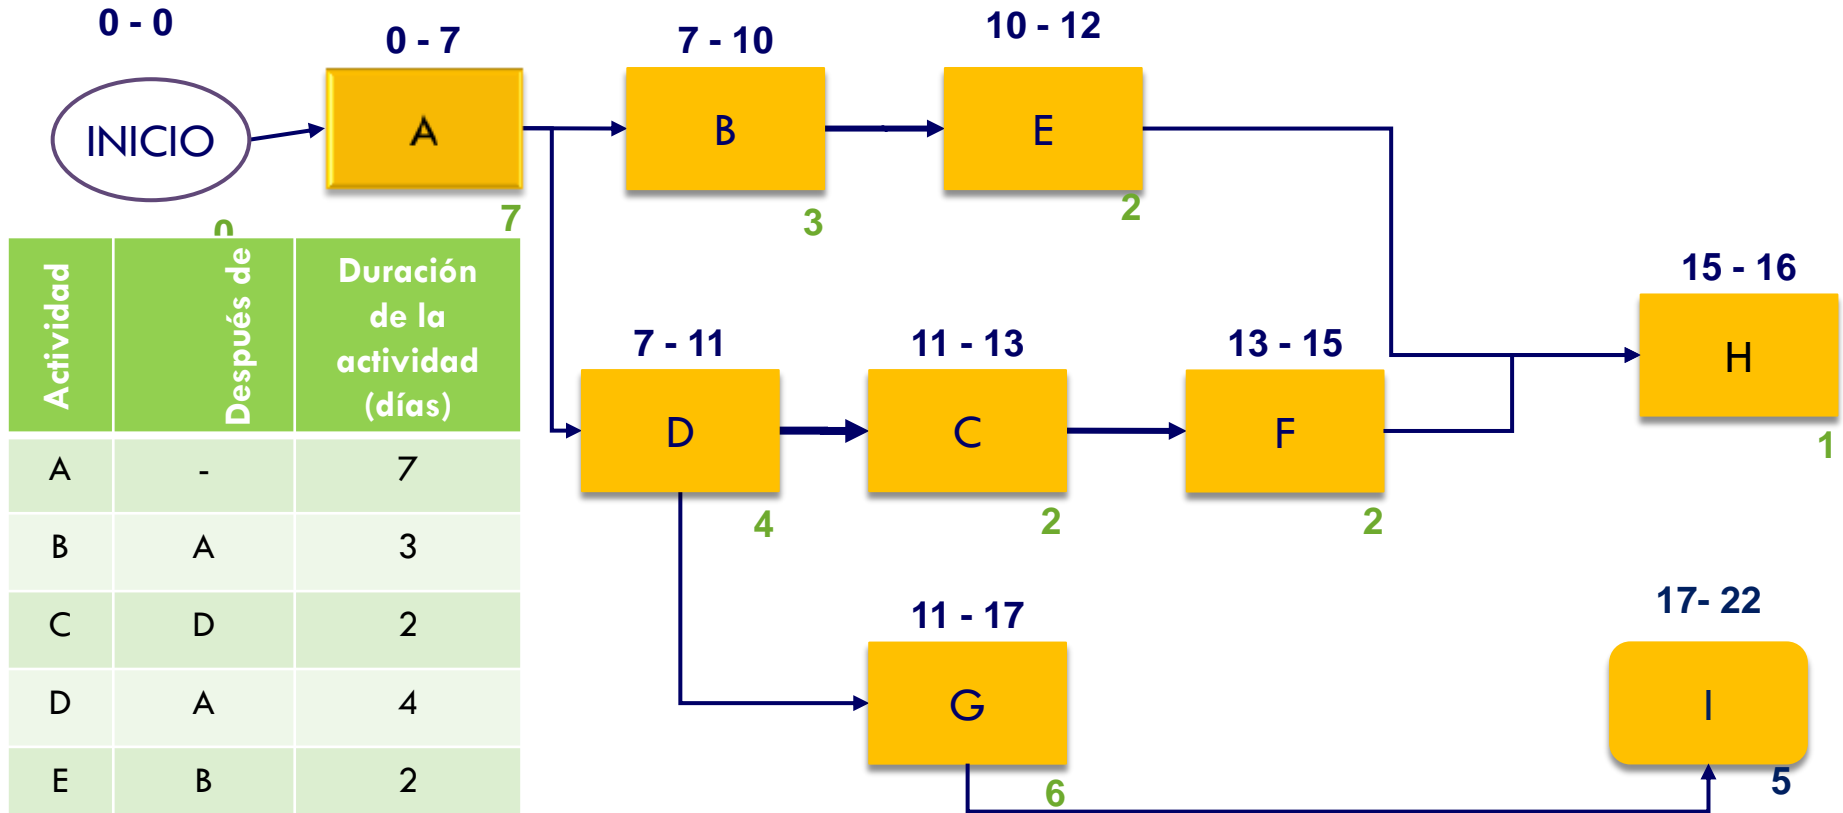 0 - 0
0 - 7
7 - 10
10 - 12
INICIO
A
B
E
0
7
3
2
15 - 16
H
1
7 - 11
11 - 13
13 - 15
D
C
F
4
2
2
11 - 17
17- 22
G
I
6
5
Actividad
Después de
Duración
de la
actividad
(días)
A - 7
B A 3
C D 2
D A 4
E B 2